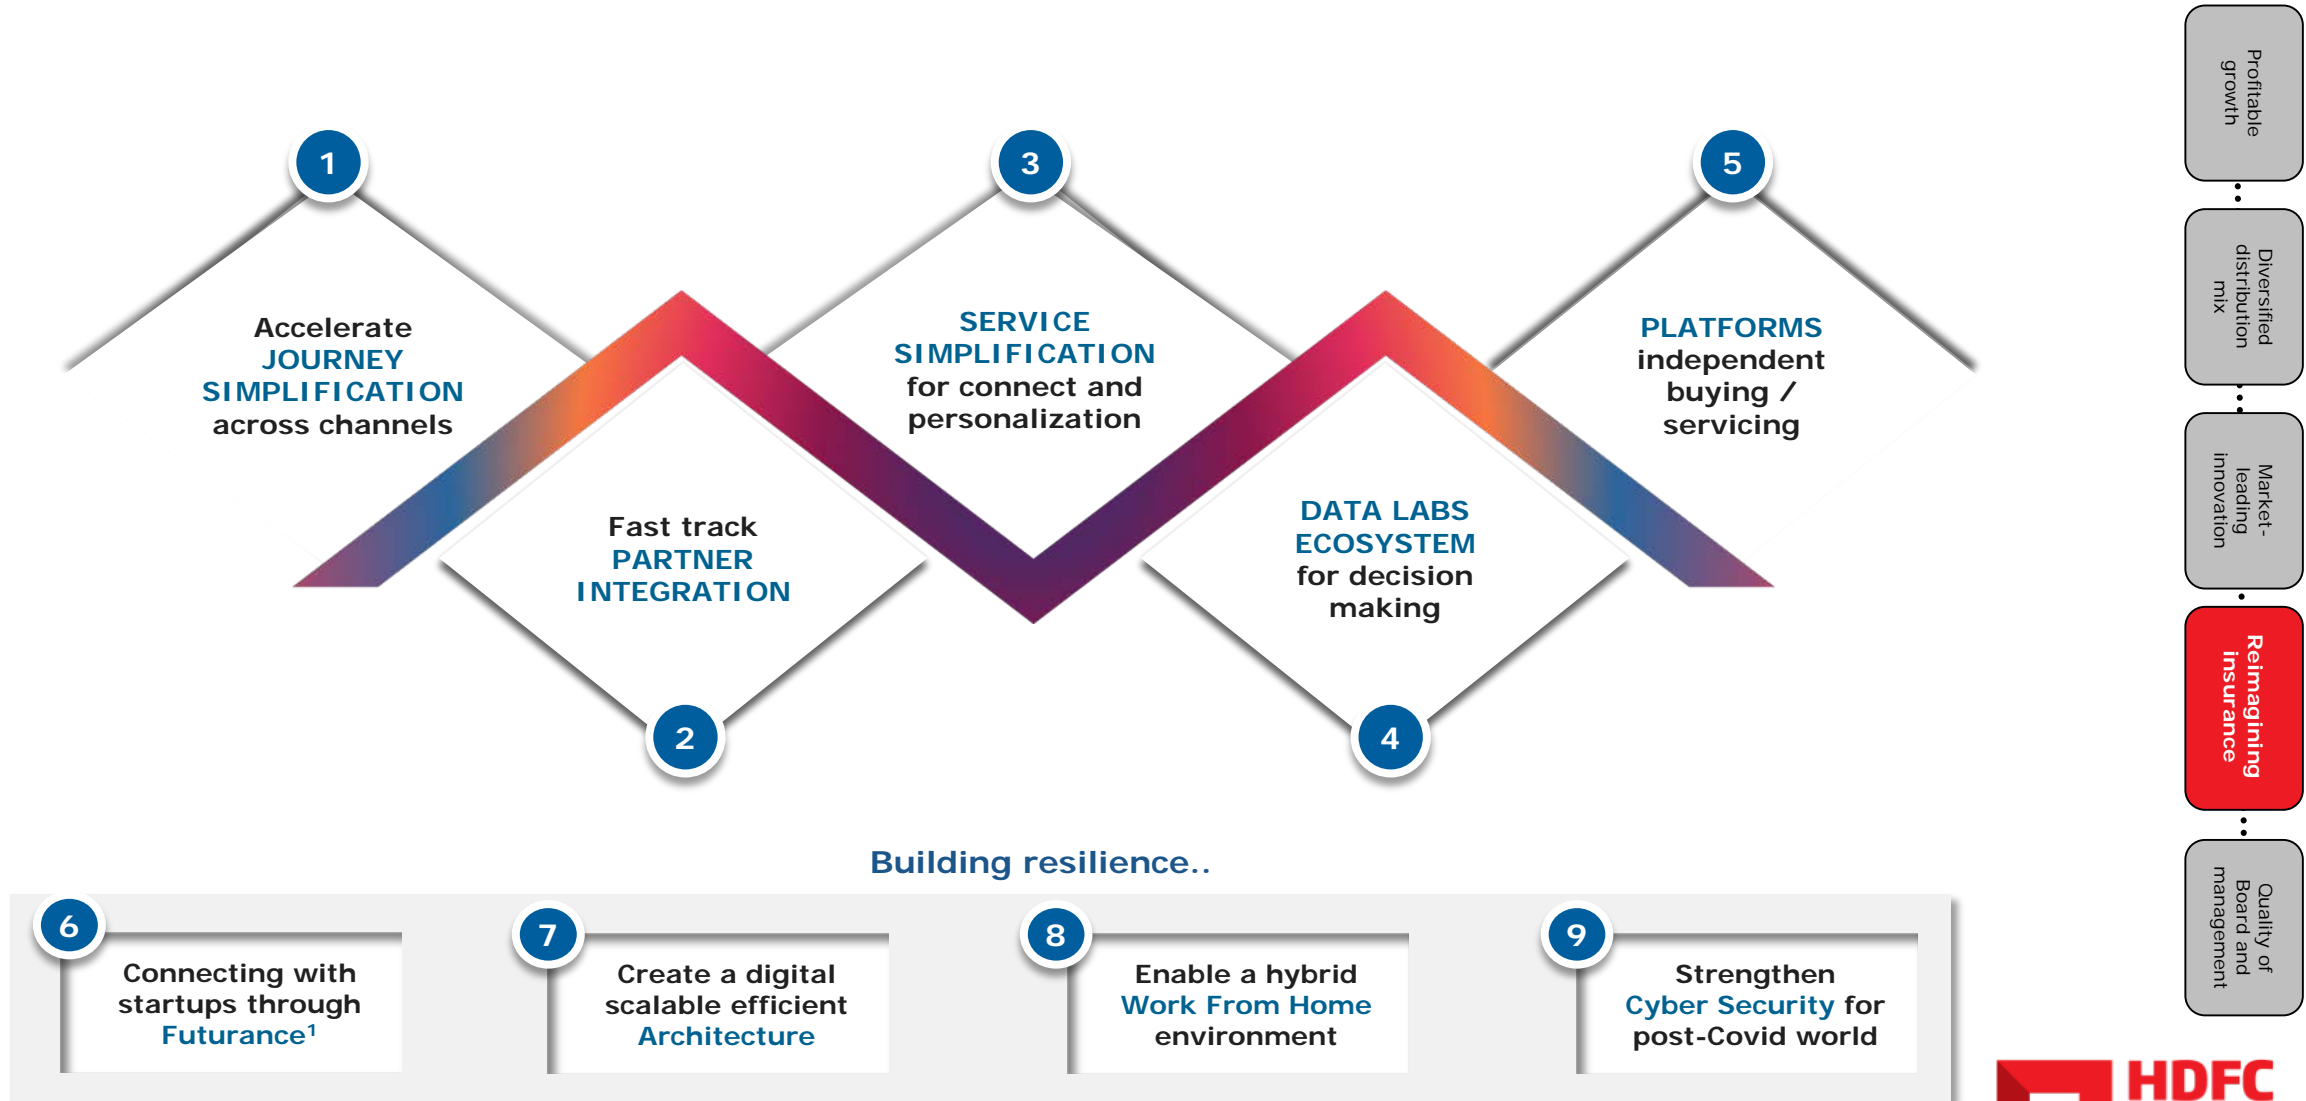 1
Accelerate
JOURNEY
SIMPLIFICATION
across channels
2
Fast track
PARTNER
INTEGRATION
3
SERVICE
SIMPLIFICATION
for connect and
personalization
4
DATA LABS
ECOSYSTEM
for decision
making
5
PLATFORMS
independent
buying /
servicing
Building resilience..
6
Connecting with
startups through
Futurance¹
7
Create a digital
scalable efficient
Architecture
8
Enable a hybrid
Work From Home
environment
9
Strengthen
Cyber Security for
post-Covid world
Profitable
growth
Diversified
distribution
mix
Market-
leading
innovation
Reimagining
insurance
Quality of
Board and
management
HDFC